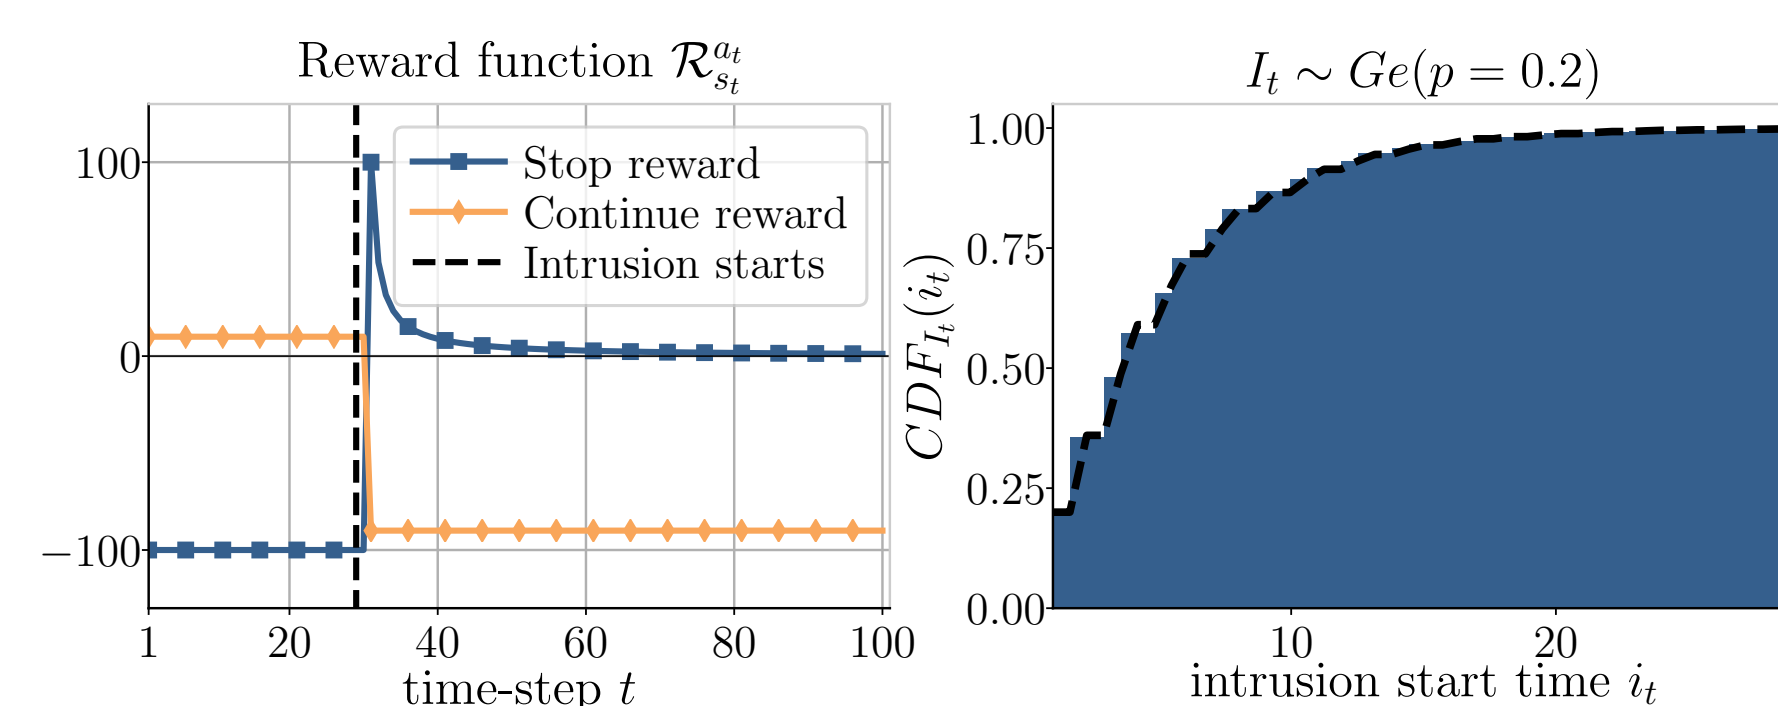 Reward function $\mathcal{R}^{a_t}_{s_t}$
100
0
−100
Stop reward
Continue reward
Intrusion starts
1 20 40 60 80 100
time-step $t$
$I_t \sim Ge(p = 0.2)$
$CDF_{I_t}(i_t)$
1.00
0.75
0.50
0.25
0.00
10 20
intrusion start time $i_t$